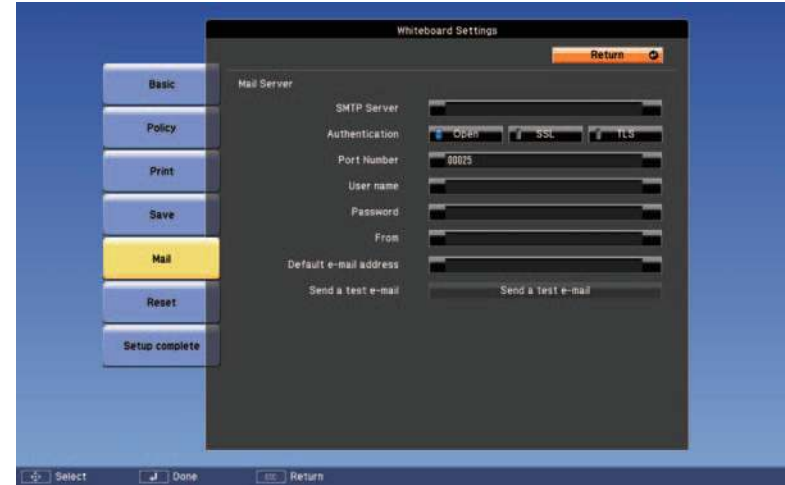 Whiteboard Settings
Return
Basic
Policy
Print
Save
Mail
Reset
Setup complete
Mail Server
SMTP Server
Authentication Open SSL TLS
Port Number 00025
User name
Password
From
Default e-mail address
Send a test e-mail Send a test e-mail
Select Done Esc Return